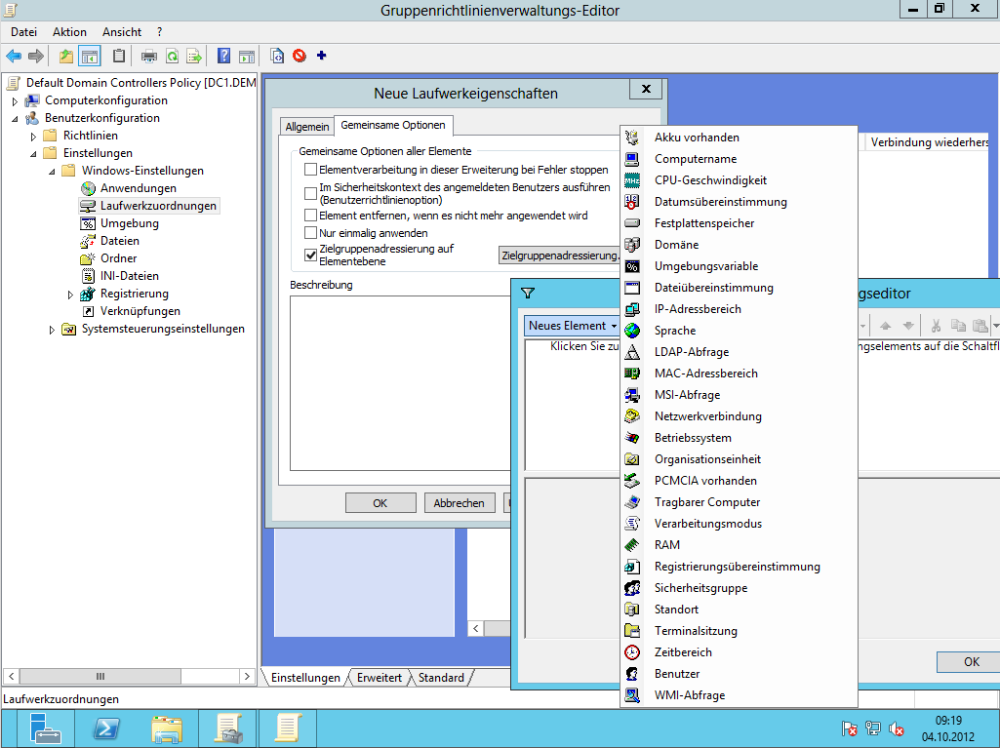 Gruppenrichtlinienverwaltungs-Editor
Datei Aktion Ansicht ?
Default Domain Controllers Policy [DC1.DEM
Computerkonfiguration
Benutzerkonfiguration
Richtlinien
Einstellungen
Windows-Einstellungen
Anwendungen
Laufwerkzuordnungen
Umgebung
Dateien
Ordner
INI-Dateien
Registrierung
Verknüpfungen
Systemsteuerungseinstellungen
Neue Laufwerkeigenschaften
Allgemein Gemeinsame Optionen
Gemeinsame Optionen aller Elemente
Elementverarbeitung in dieser Erweiterung bei Fehler stoppen
Im Sicherheitskontext des angemeldeten Benutzers ausführen
(Benutzerrichtlinienoption)
Element entfernen, wenn es nicht mehr angewendet wird
Nur einmalig anwenden
Zielgruppenadressierung auf
Elementebene
Zielgruppenadressierung.
Beschreibung
OK Abbrechen
Verbindung wiederhers
gseditor
Neues Element
Klicken Sie zu
ngselements auf die Schaltfl
Akku vorhanden
Computername
CPU-Geschwindigkeit
Datumsübereinstimmung
Festplattenspeicher
Domäne
Umgebungsvariable
Dateiübereinstimmung
IP-Adressbereich
Sprache
LDAP-Abfrage
MAC-Adressbereich
MSI-Abfrage
Netzwerkverbindung
Betriebssystem
Organisationseinheit
PCMCIA vorhanden
Tragbarer Computer
Verarbeitungsmodus
RAM
Registrierungsübereinstimmung
Sicherheitsgruppe
Standort
Terminalsitzung
Zeitbereich
Benutzer
WMI-Abfrage
OK
Einstellungen Erweitert Standard
Laufwerkzuordnungen
09:19
04.10.2012